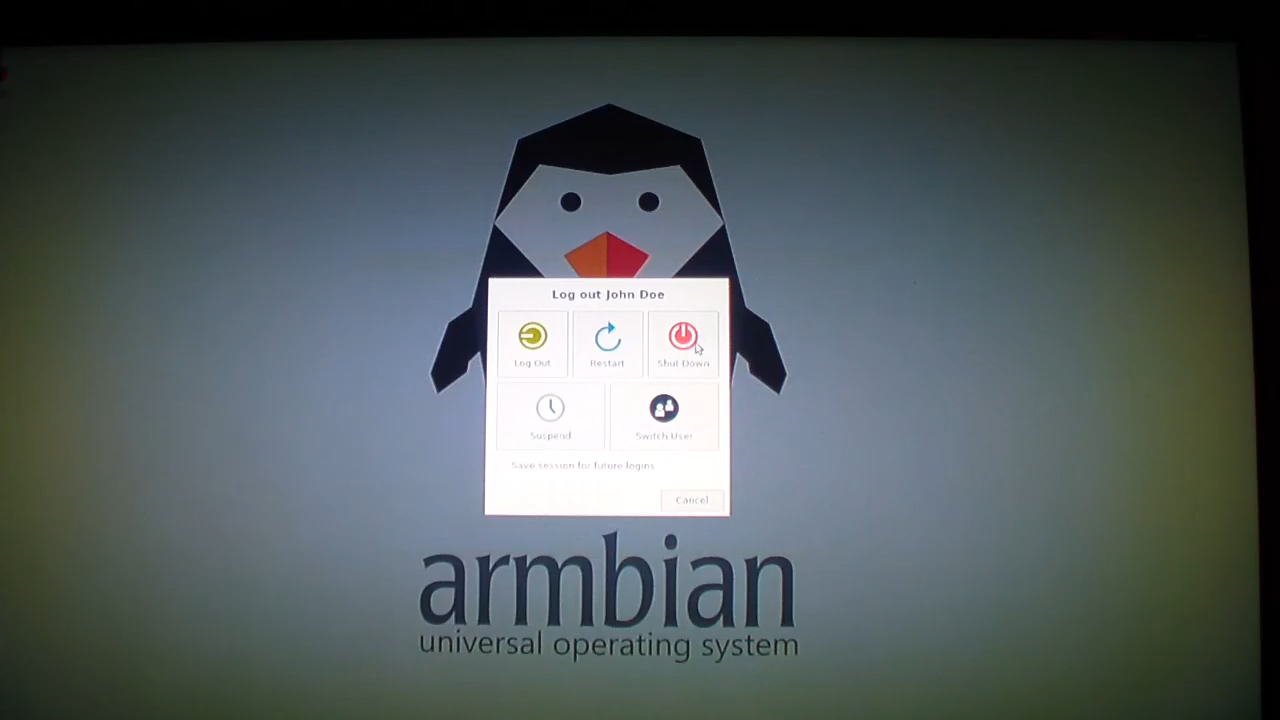 Log out John Doe
Log Out
Restart
Shut Down
Suspend
Switch User
Save session for future logins
Cancel
armbian
universal operating system